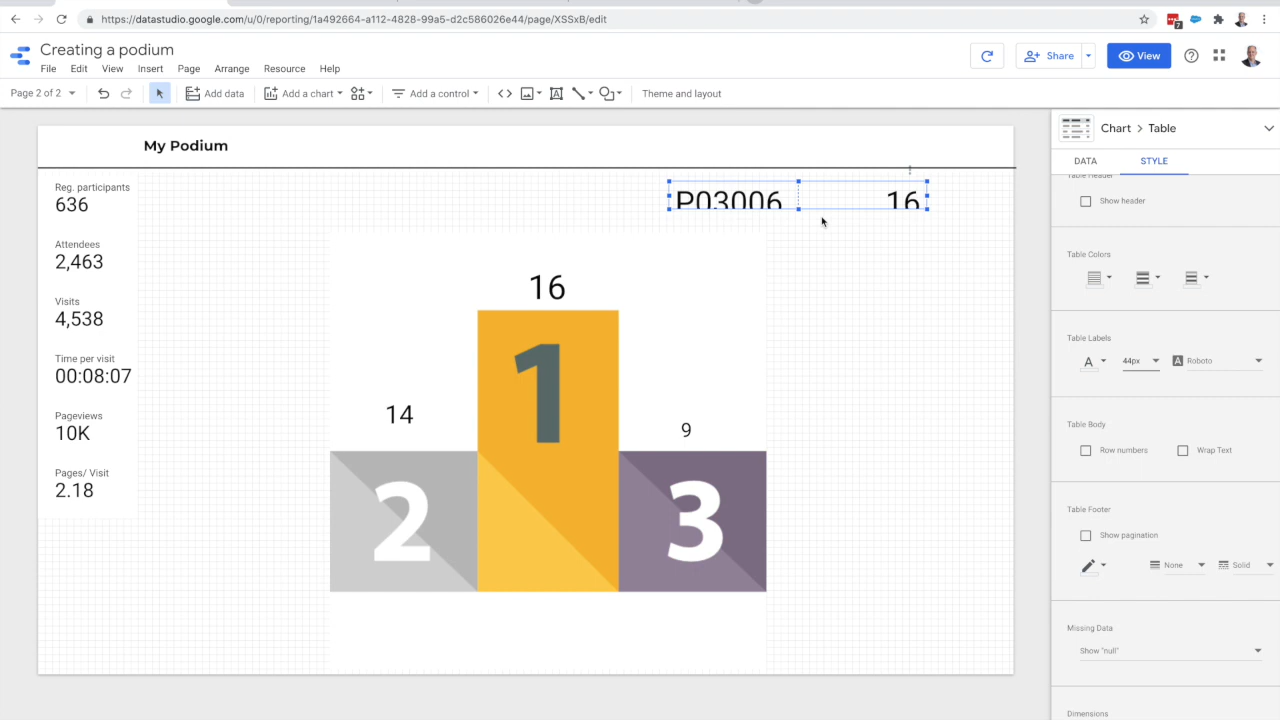 https://datastudio.google.com/u/0/reporting/1a492664-a112-4828-99a5-d2c586026e44/page/XSSxB/edit
7
Creating a podium
File Edit View Insert Page Arrange Resource Help
Share
View
Page 2 of 2
Add data
Add a chart
Add a control
Theme and layout
My Podium
Reg. participants
636
Attendees
2,463
Visits
4,538
Time per visit
00:08:07
Pageviews
10K
Pages/ Visit
2.18
P03006 16
16
14
9
1
2
3
Chart > Table
DATA STYLE
Table Header
Show header
Table Colors
Table Labels
A 44px A Roboto
Table Body
Row numbers Wrap Text
Table Footer
Show pagination
None Solid
Missing Data
Show "null"
Dimensions